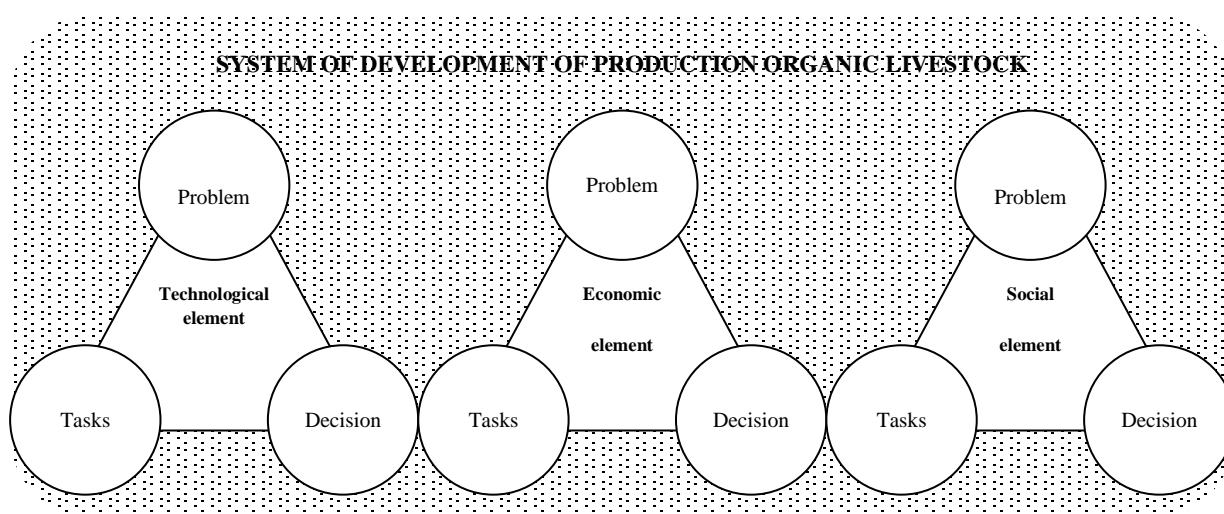 SYSTEM OF DEVELOPMENT OF PRODUCTION ORGANIC LIVESTOCK
Problem
Problem
Problem
Technological
element
Economic
element
Social
element
Tasks
Decision
Tasks
Decision
Tasks
Decision